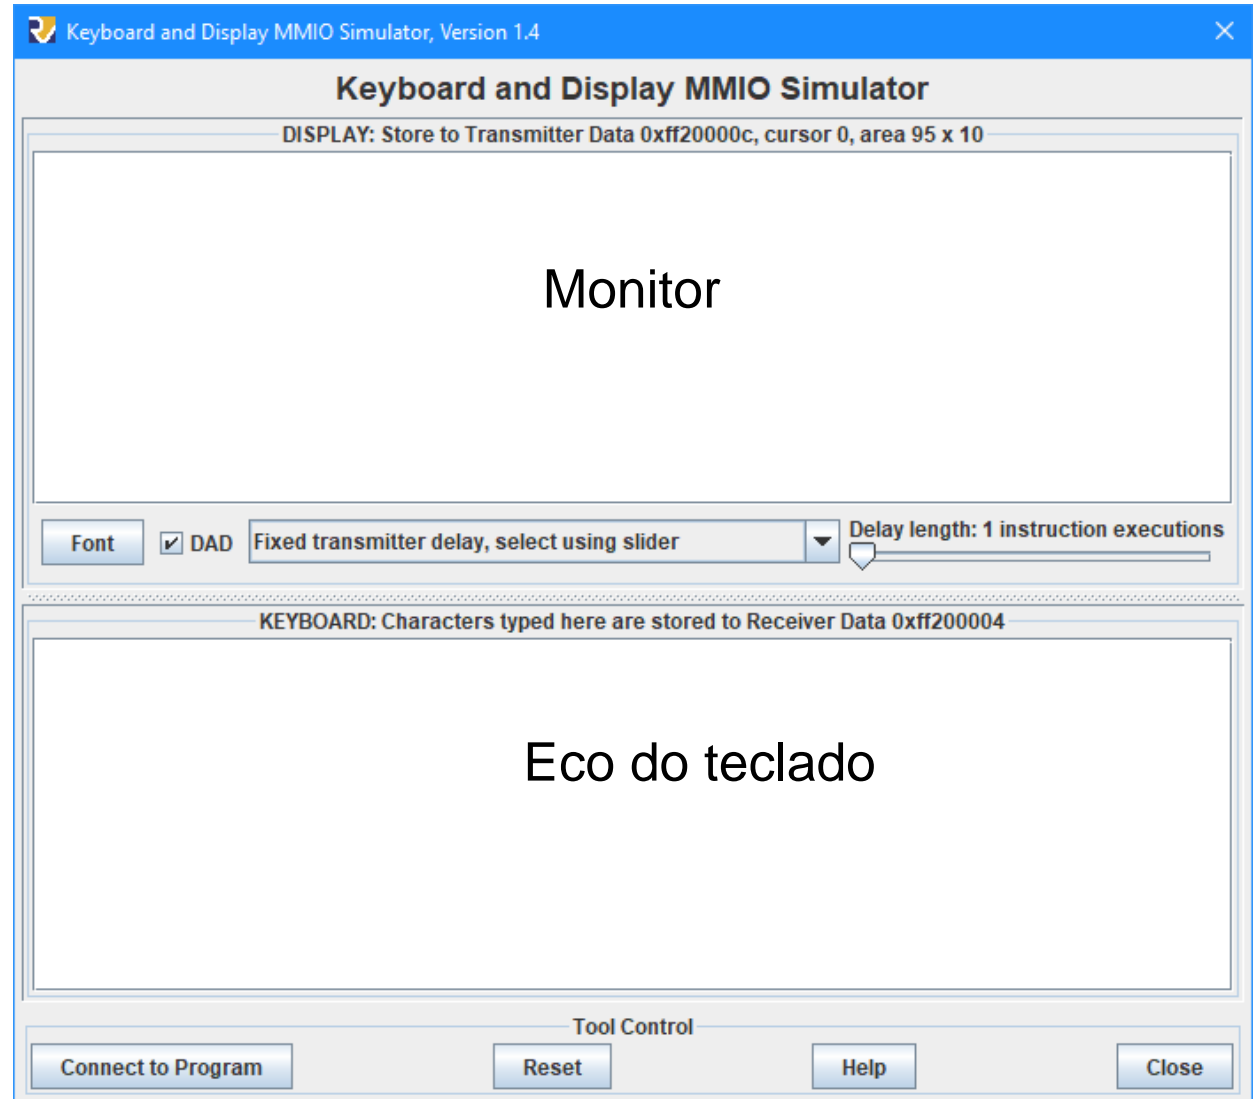 Keyboard and Display MMIO Simulator, Version 1.4
Keyboard and Display MMIO Simulator
DISPLAY: Store to Transmitter Data 0xff20000c, cursor 0, area 95 x 10
Monitor
Font
DAD
Fixed transmitter delay, select using slider
Delay length: 1 instruction executions
KEYBOARD: Characters typed here are stored to Receiver Data 0xff200004
Eco do teclado
Tool Control
Connect to Program
Reset
Help
Close